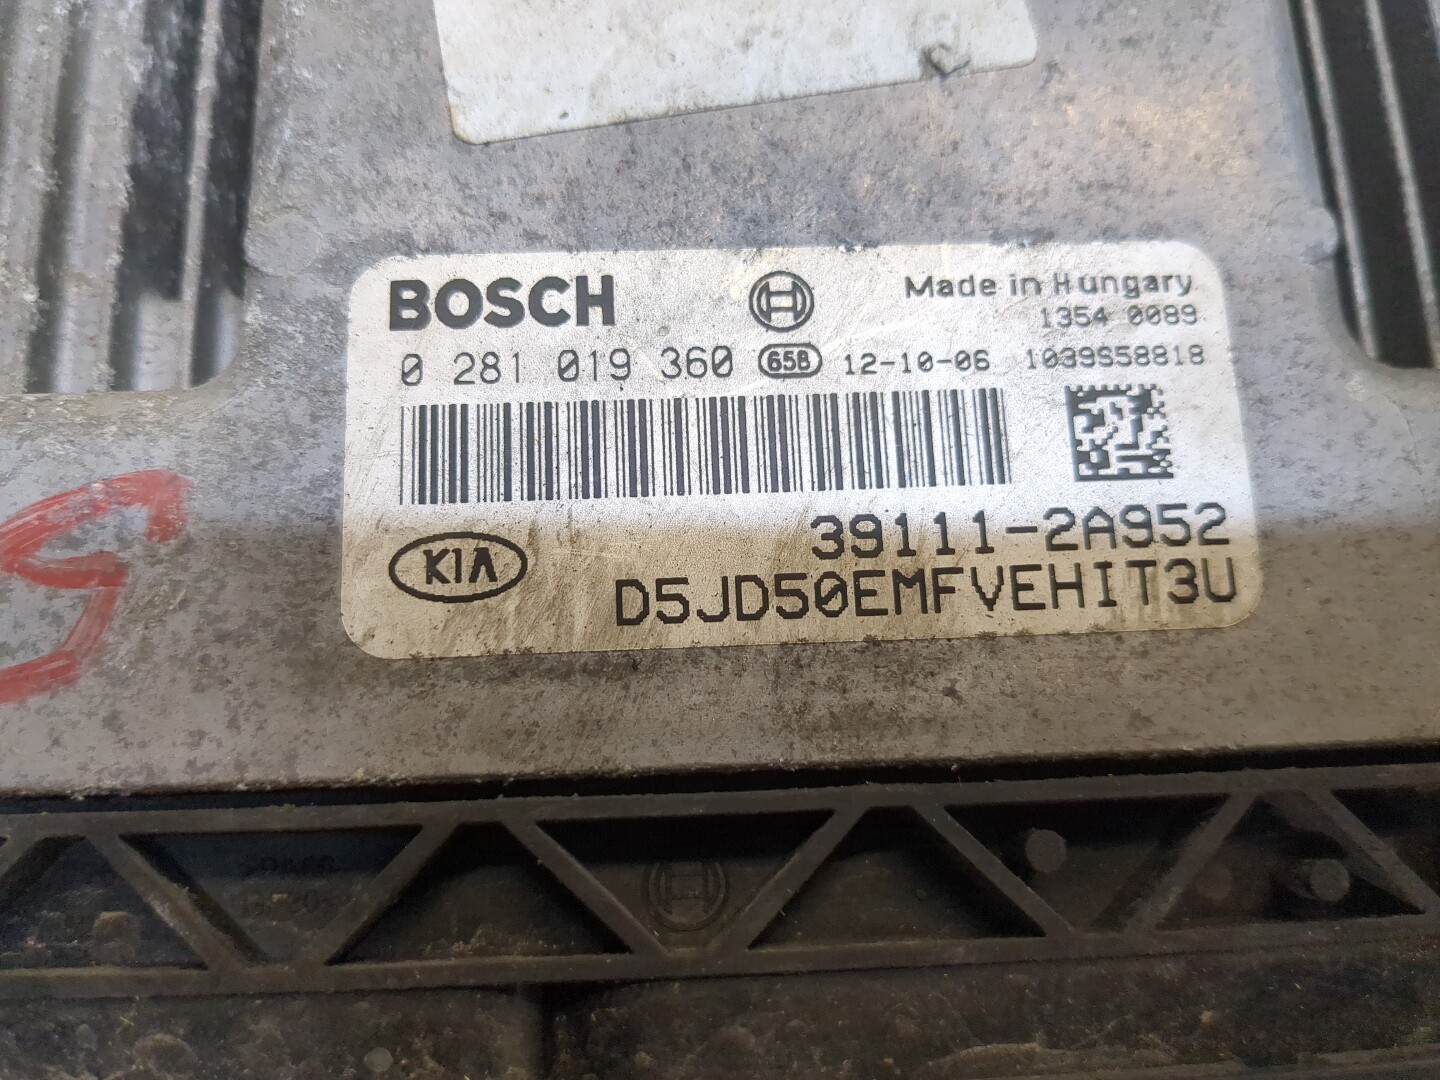 BOSCH
Made in Hungary
1354 0089
0 281 019 360 65B 12-10-06 1039S58818
KIA
39111-2A952
D5JD50EMFVEHIT3U